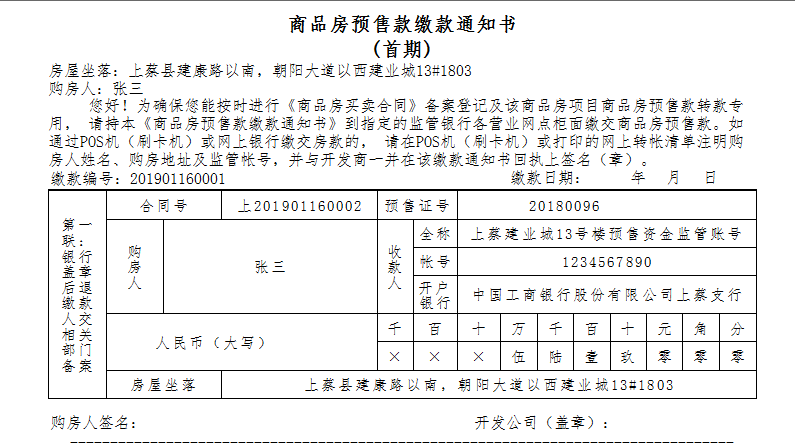 商品房预售款缴款通知书
(首期)
房屋坐落：上蔡县建康路以南，朝阳大道以西建业城13#1803
购房人：张三
您好！为确保您能按时进行《商品房买卖合同》备案登记及该商品房项目商品房预售款转款专
用，请持本《商品房预售款缴款通知书》到指定的监管银行各营业网点柜面缴交商品房预售款。如
通过POS机（刷卡机）或网上银行缴交房款的，请在POS机（刷卡机）或打印的网上转帐清单注明购
房人姓名、购房地址及监管帐号，并与开发商一并在该缴款通知书回执上签名（章）。
缴款编号：201901160001 缴款日期： 年 月 日
第一联：银行盖章后退缴款人交相关部门备案
合同号 上201901160002 预售证号 20180096
购房人 张三 收款人 全称 上蔡建业城13号楼预售资金监管账号
帐号 1234567890
开户银行 中国工商银行股份有限公司上蔡支行
人民币（大写） 千 百 十 万 千 百 十 元 角 分
× × × 伍 陆 壹 玖 零 零 零
房屋坐落 上蔡县建康路以南，朝阳大道以西建业城13#1803
购房人签名： 开发公司（盖章）：